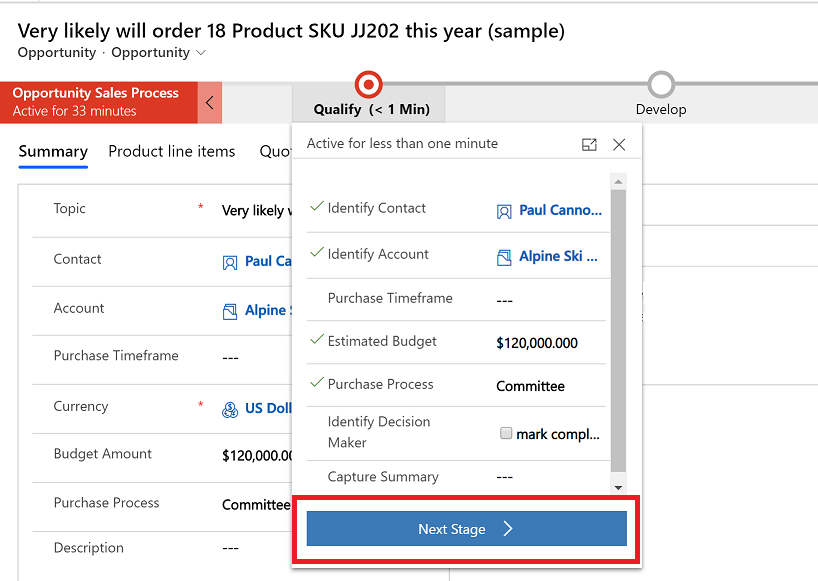 Very likely will order 18 Product SKU JJ202 this year (sample)
Opportunity · Opportunity
Opportunity Sales Process
Active for 33 minutes
Qualify (< 1 Min)
Develop
Summary
Product line items
Quo
Active for less than one minute
Topic
*
Very likely
Contact
Paul Ca
Account
Alpine
Purchase Timeframe
---
Currency
*
US Doll
Budget Amount
$120,000.00
Purchase Process
Committee
Description
---
Identify Contact
Paul Canno...
Identify Account
Alpine Ski ...
Purchase Timeframe
---
Estimated Budget
$120,000.000
Purchase Process
Committee
Identify Decision
Maker
mark compl...
Capture Summary
---
Next Stage